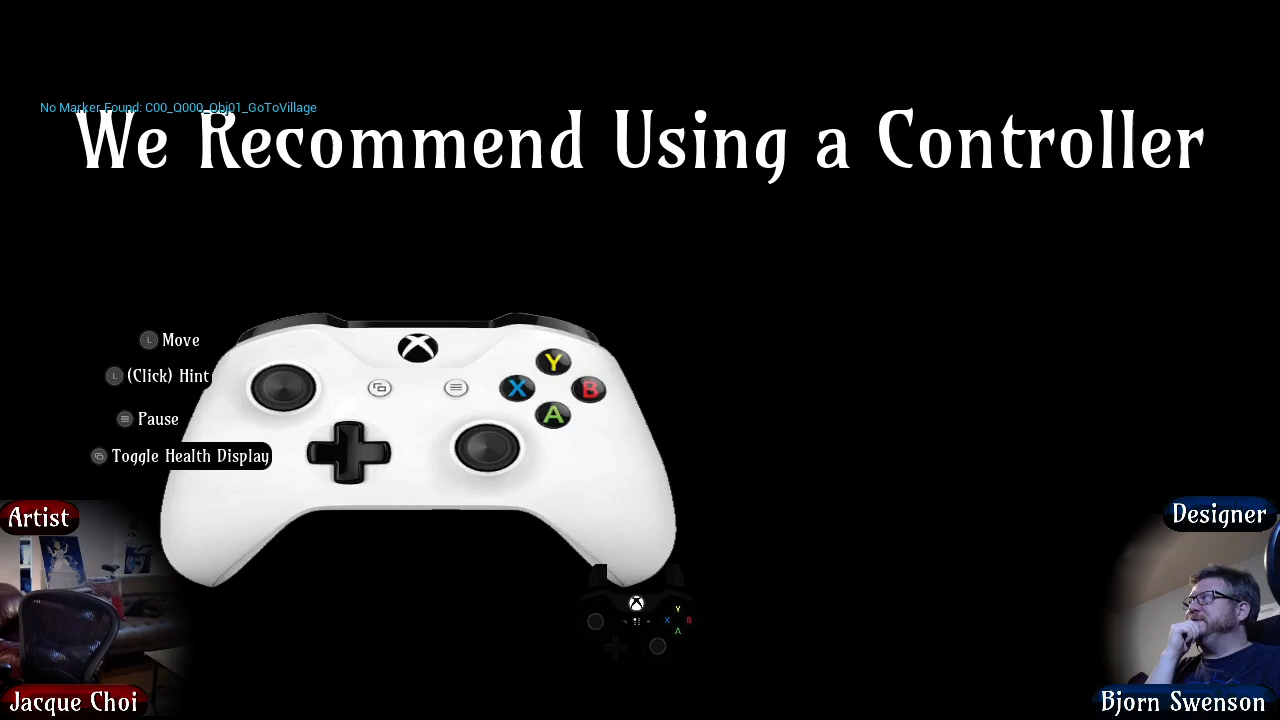 No Marker Found: C00_Q000_Obj01_GoToVillage
We Recommend Using a Controller
L Move
L (Click) Hint
Pause
Toggle Health Display
Y
X B
A
Artist
Designer
Y
X B
A
Jacque Choi
Bjorn Swenson